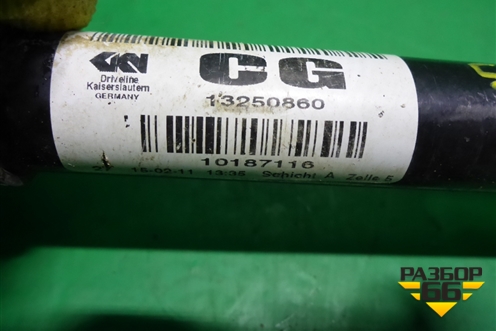 GKN
CG
Driveline
Kaiserslautern
GERMANY
13250860
10187116
15-02-11 13:35 Schicht A Zelle 5
РАЗБОР
66